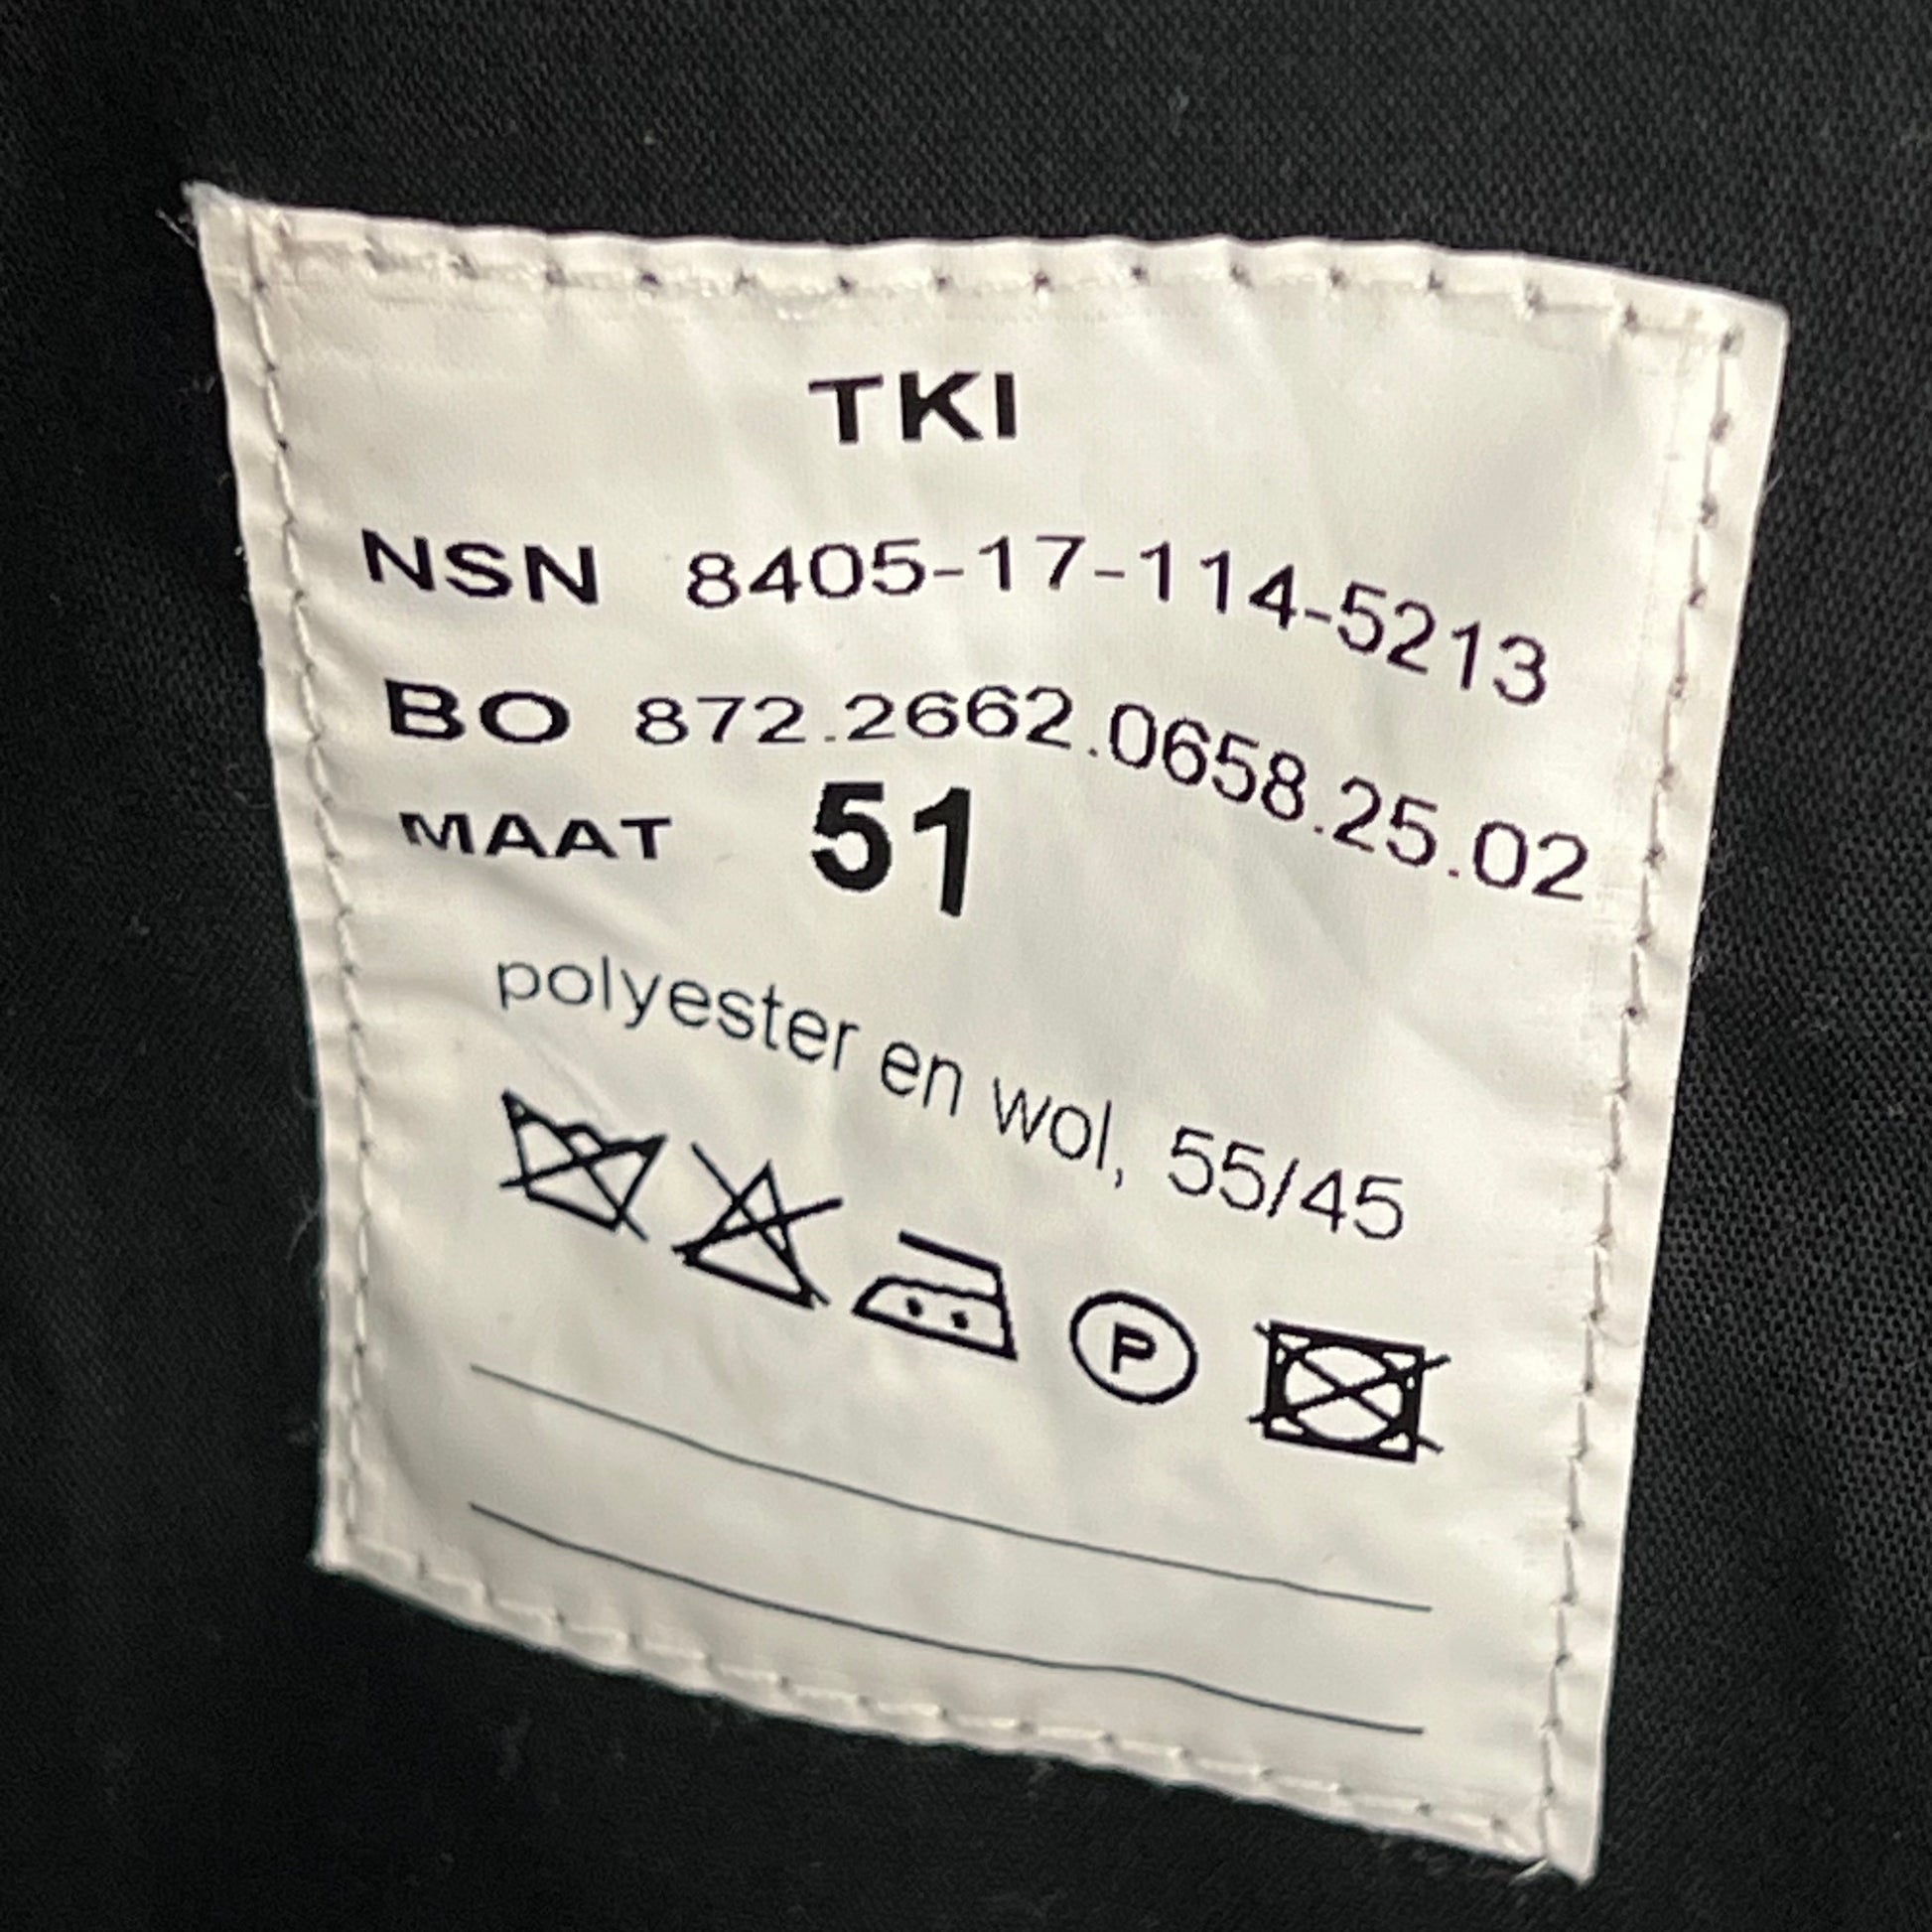 TKI
NSN 8405-17-114-5213
BO 872.2662.0658.25.02
MAAT 51
polyester en wol, 55/45
P